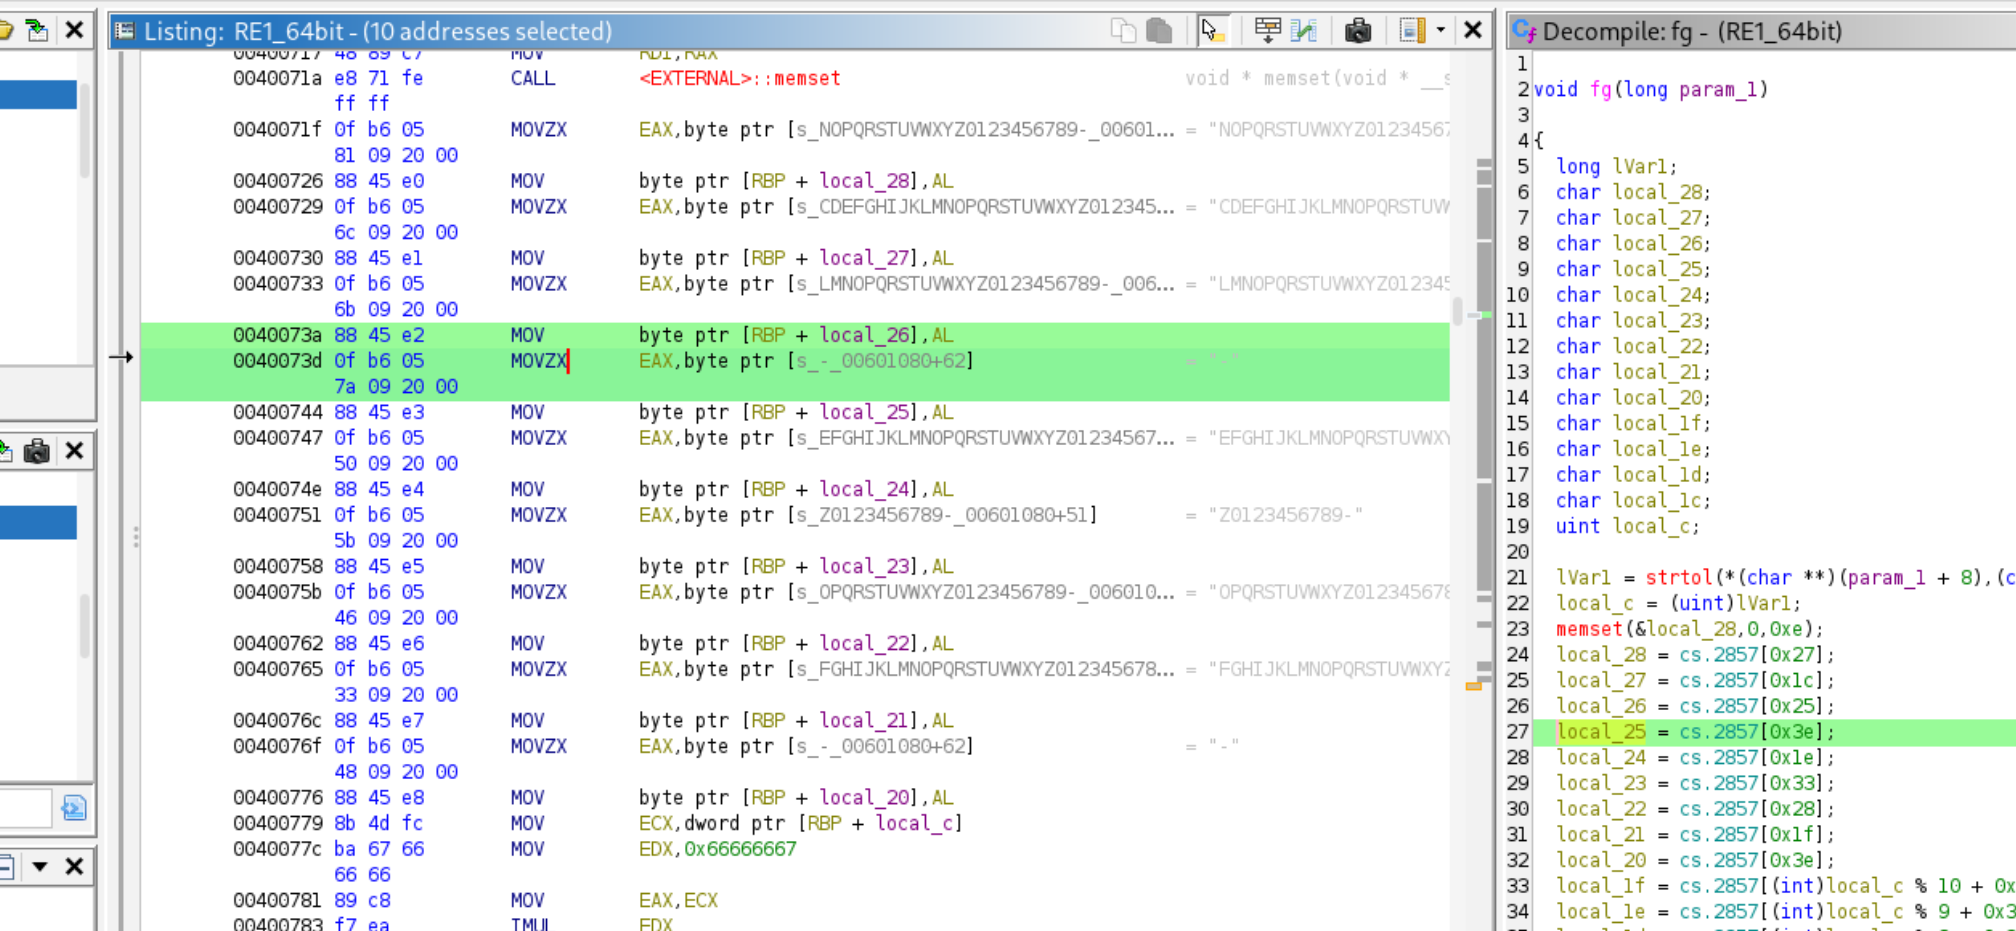 Listing: RE1_64bit - (10 addresses selected)
00400717 48 89 c7 MOV RDI,RAX
0040071a e8 71 fe CALL <EXTERNAL>::memset void * memset(void * __s
ff ff
0040071f 0f b6 05 MOVZX EAX,byte ptr [s_NOPQRSTUVWXYZ0123456789-_00601... = "NOPQRSTUVWXYZ01234567
81 09 20 00
00400726 88 45 e0 MOV byte ptr [RBP + local_28],AL
00400729 0f b6 05 MOVZX EAX,byte ptr [s_CDEFGHIJKLMNOPQRSTUVWXYZ012345... = "CDEFGHIJKLMNOPQRSTUVW
6c 09 20 00
00400730 88 45 e1 MOV byte ptr [RBP + local_27],AL
00400733 0f b6 05 MOVZX EAX,byte ptr [s_LMNOPQRSTUVWXYZ0123456789-_006... = "LMNOPQRSTUVWXYZ012345
6b 09 20 00
0040073a 88 45 e2 MOV byte ptr [RBP + local_26],AL
0040073d 0f b6 05 MOVZX EAX,byte ptr [s_-_00601080+62] = "-"
7a 09 20 00
00400744 88 45 e3 MOV byte ptr [RBP + local_25],AL
00400747 0f b6 05 MOVZX EAX,byte ptr [s_EFGHIJKLMNOPQRSTUVWXYZ01234567... = "EFGHIJKLMNOPQRSTUVWXY
50 09 20 00
0040074e 88 45 e4 MOV byte ptr [RBP + local_24],AL
00400751 0f b6 05 MOVZX EAX,byte ptr [s_Z0123456789-_00601080+51] = "Z0123456789-"
5b 09 20 00
00400758 88 45 e5 MOV byte ptr [RBP + local_23],AL
0040075b 0f b6 05 MOVZX EAX,byte ptr [s_OPQRSTUVWXYZ0123456789-_006010... = "OPQRSTUVWXYZ012345678
46 09 20 00
00400762 88 45 e6 MOV byte ptr [RBP + local_22],AL
00400765 0f b6 05 MOVZX EAX,byte ptr [s_FGHIJKLMNOPQRSTUVWXYZ012345678... = "FGHIJKLMNOPQRSTUVWXYZ
33 09 20 00
0040076c 88 45 e7 MOV byte ptr [RBP + local_21],AL
0040076f 0f b6 05 MOVZX EAX,byte ptr [s_-_00601080+62] = "-"
48 09 20 00
00400776 88 45 e8 MOV byte ptr [RBP + local_20],AL
00400779 8b 4d fc MOV ECX,dword ptr [RBP + local_c]
0040077c ba 67 66 MOV EDX,0x66666667
66 66
00400781 89 c8 MOV EAX,ECX
00400783 f7 ea IMUL EDX
Decompile: fg - (RE1_64bit)
1
2 void fg(long param_1)
3
4 {
5 long lVar1;
6 char local_28;
7 char local_27;
8 char local_26;
9 char local_25;
10 char local_24;
11 char local_23;
12 char local_22;
13 char local_21;
14 char local_20;
15 char local_1f;
16 char local_1e;
17 char local_1d;
18 char local_1c;
19 uint local_c;
20
21 lVar1 = strtol(*(char **)(param_1 + 8),(c
22 local_c = (uint)lVar1;
23 memset(&local_28,0,0xe);
24 local_28 = cs.2857[0x27];
25 local_27 = cs.2857[0x1c];
26 local_26 = cs.2857[0x25];
27 local_25 = cs.2857[0x3e];
28 local_24 = cs.2857[0x1e];
29 local_23 = cs.2857[0x33];
30 local_22 = cs.2857[0x28];
31 local_21 = cs.2857[0x1f];
32 local_20 = cs.2857[0x3e];
33 local_1f = cs.2857[(int)local_c % 10 + 0x
34 local_1e = cs.2857[(int)local_c % 9 + 0x3